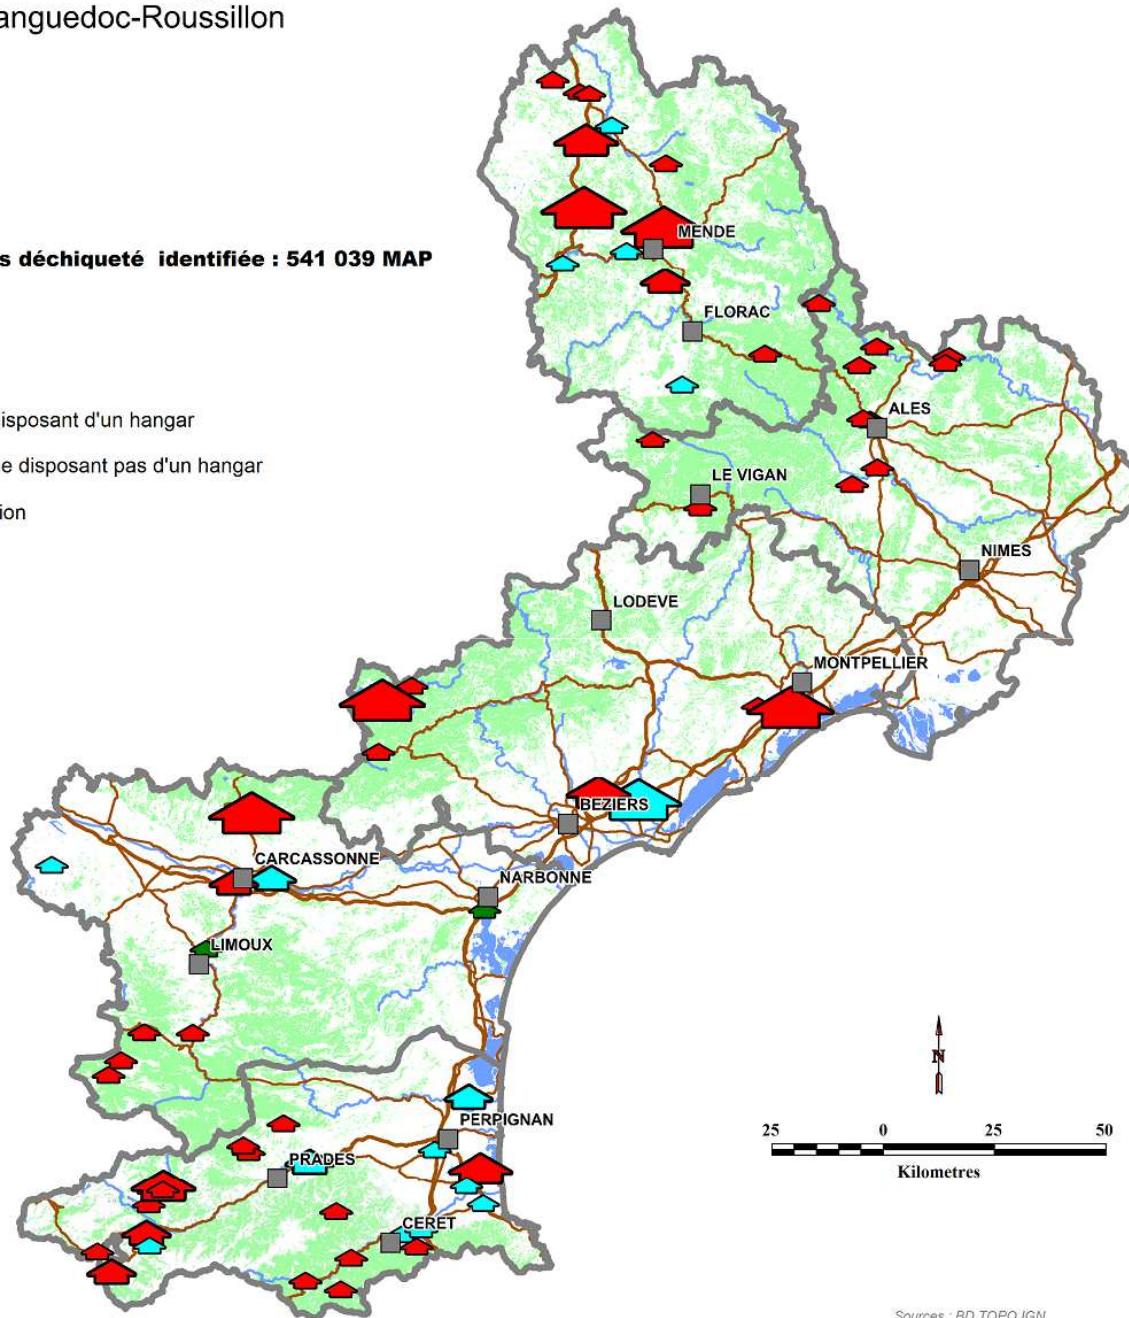 anguedoc-Roussillon
s déchiqueté identifiée : 541 039 MAP
MENDE
FLORAC
isposant d'un hangar
ALES
e disposant pas d'un hangar
LE VIGAN
ion
NIMES
LODEVE
MONTPELLIER
BEZIERS
CARCASSONNE
NARBONNE
LIMOUX
N
PERPIGNAN
25 0 25 50
PRADES
Kilometres
CERET
Sources : BD TOPO IGN